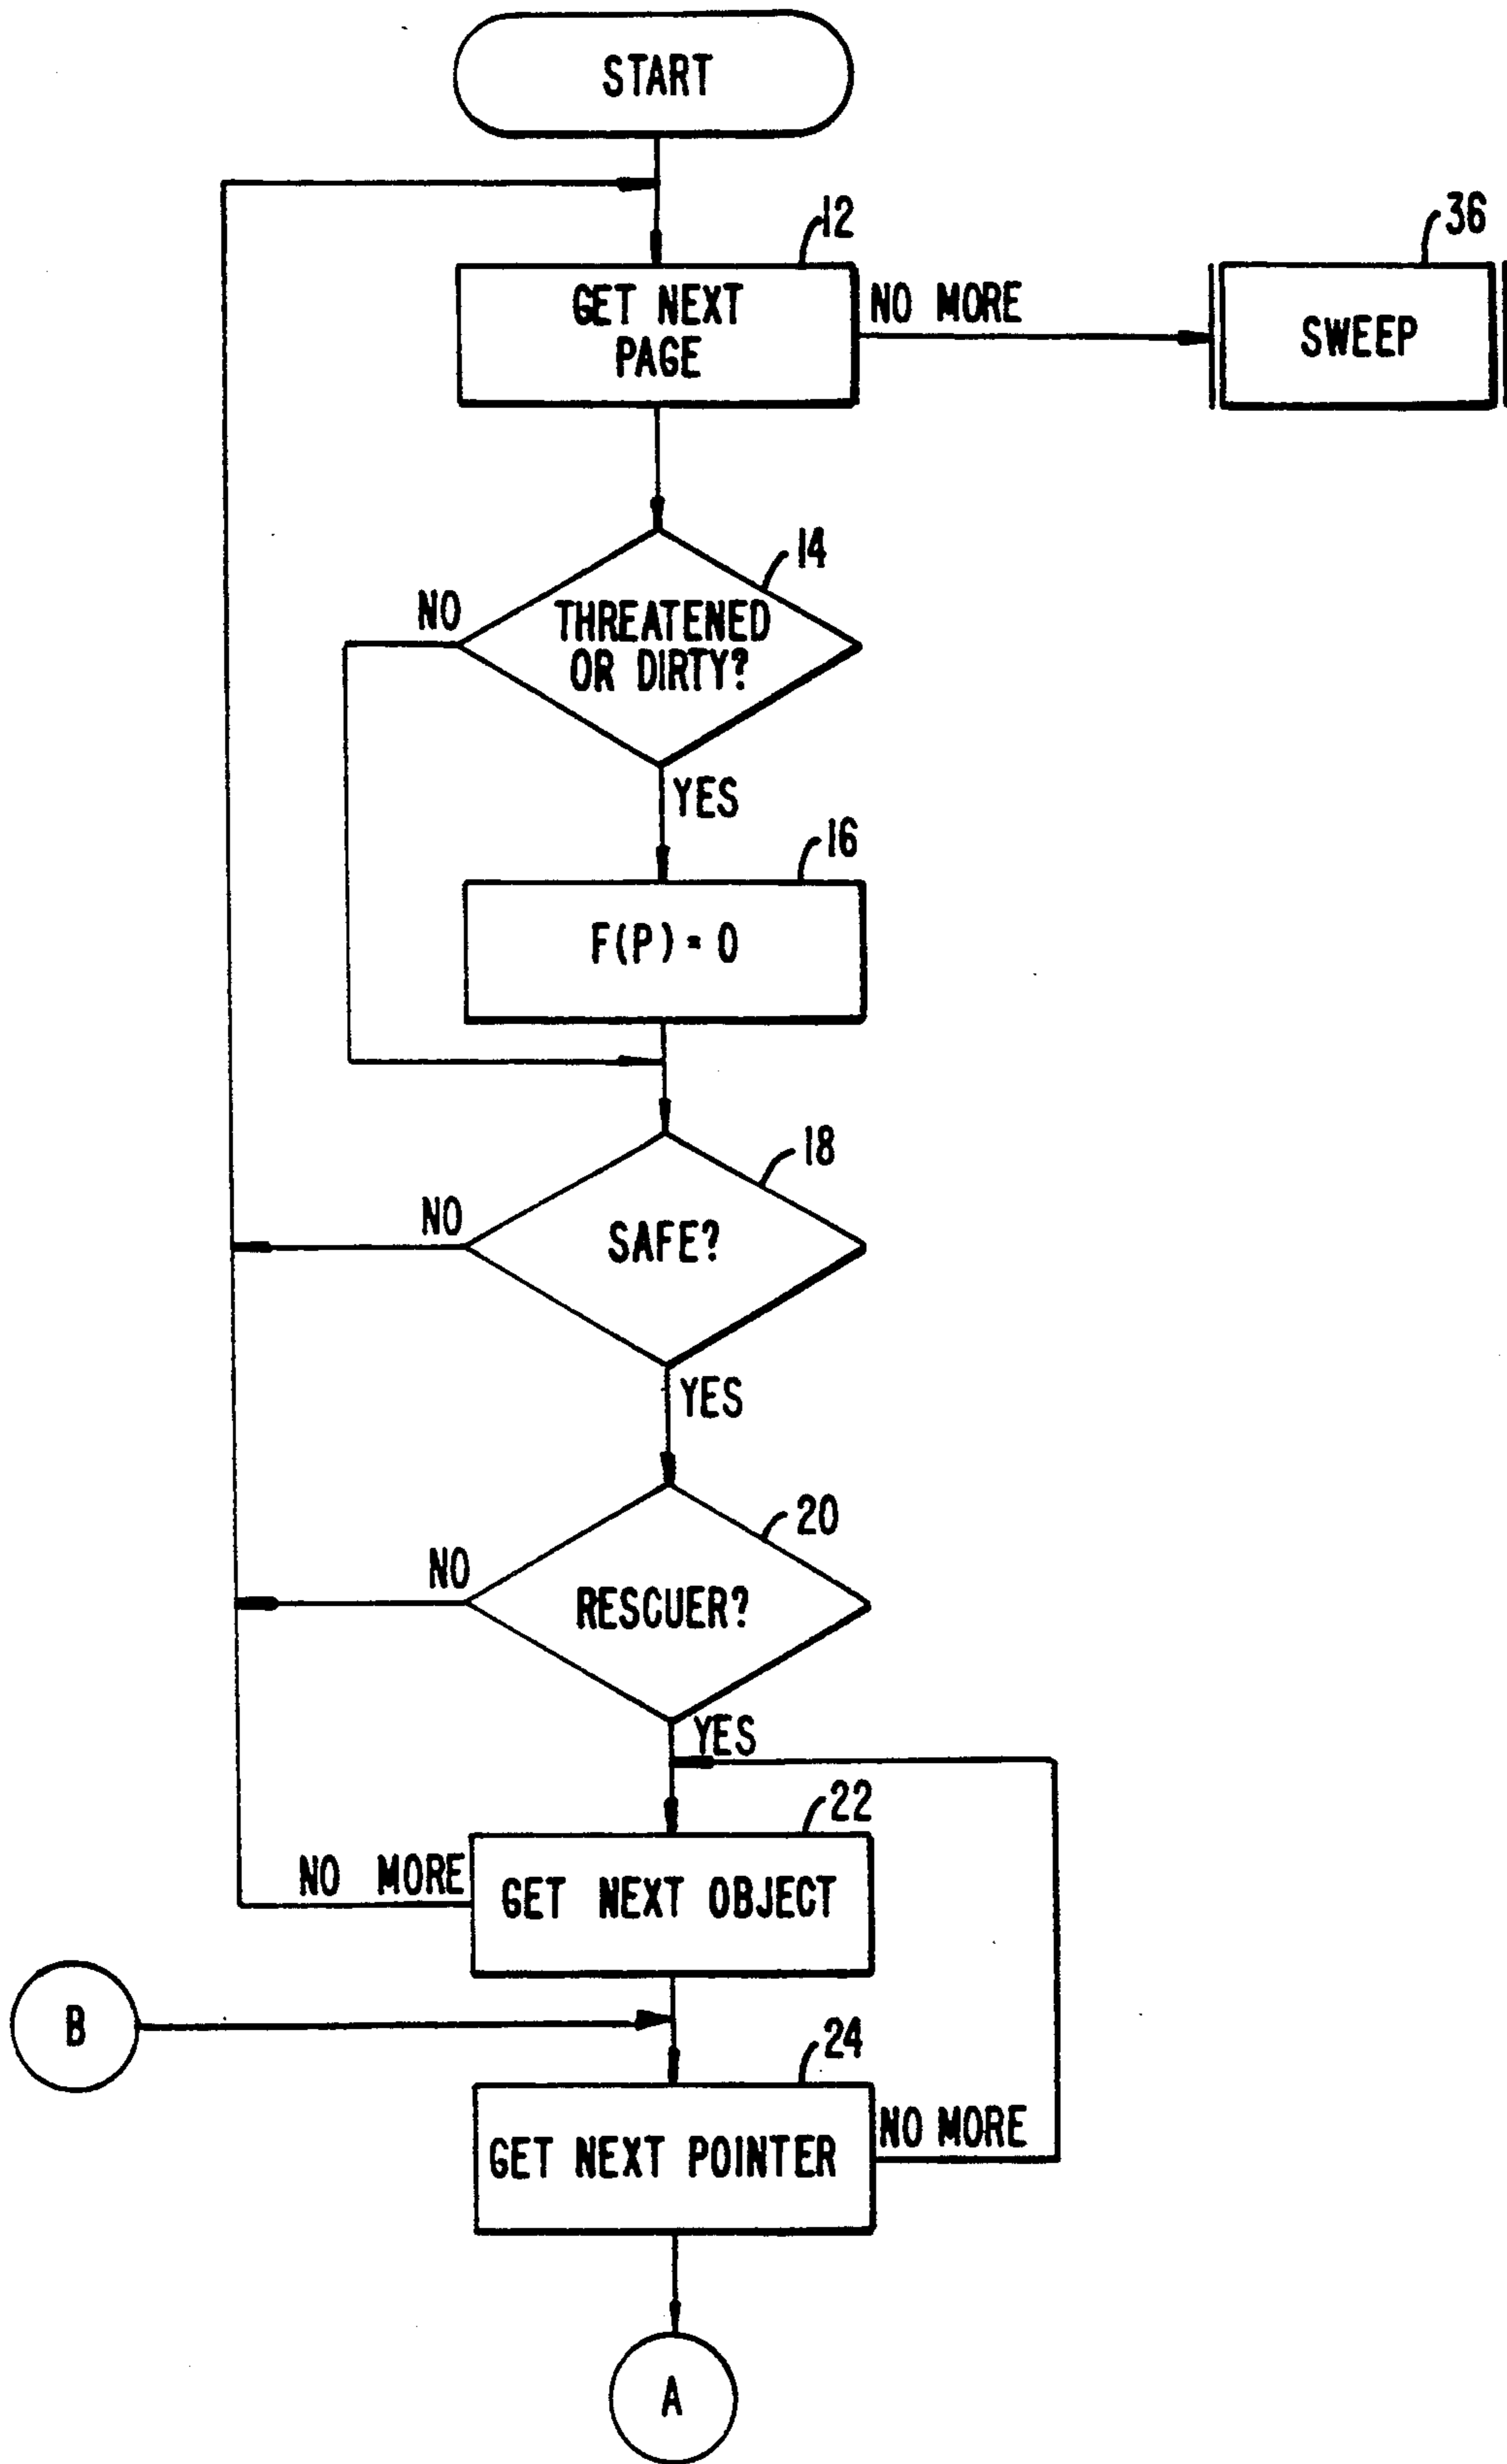 START
12
GET NEXT
PAGE
NO MORE
36
SWEEP
14
NO
THREATENED
OR DIRTY?
YES
16
F(P) = 0
18
NO
SAFE?
YES
20
NO
RESCUER?
YES
22
NO MORE
GET NEXT OBJECT
B
24
GET NEXT POINTER
NO MORE
A